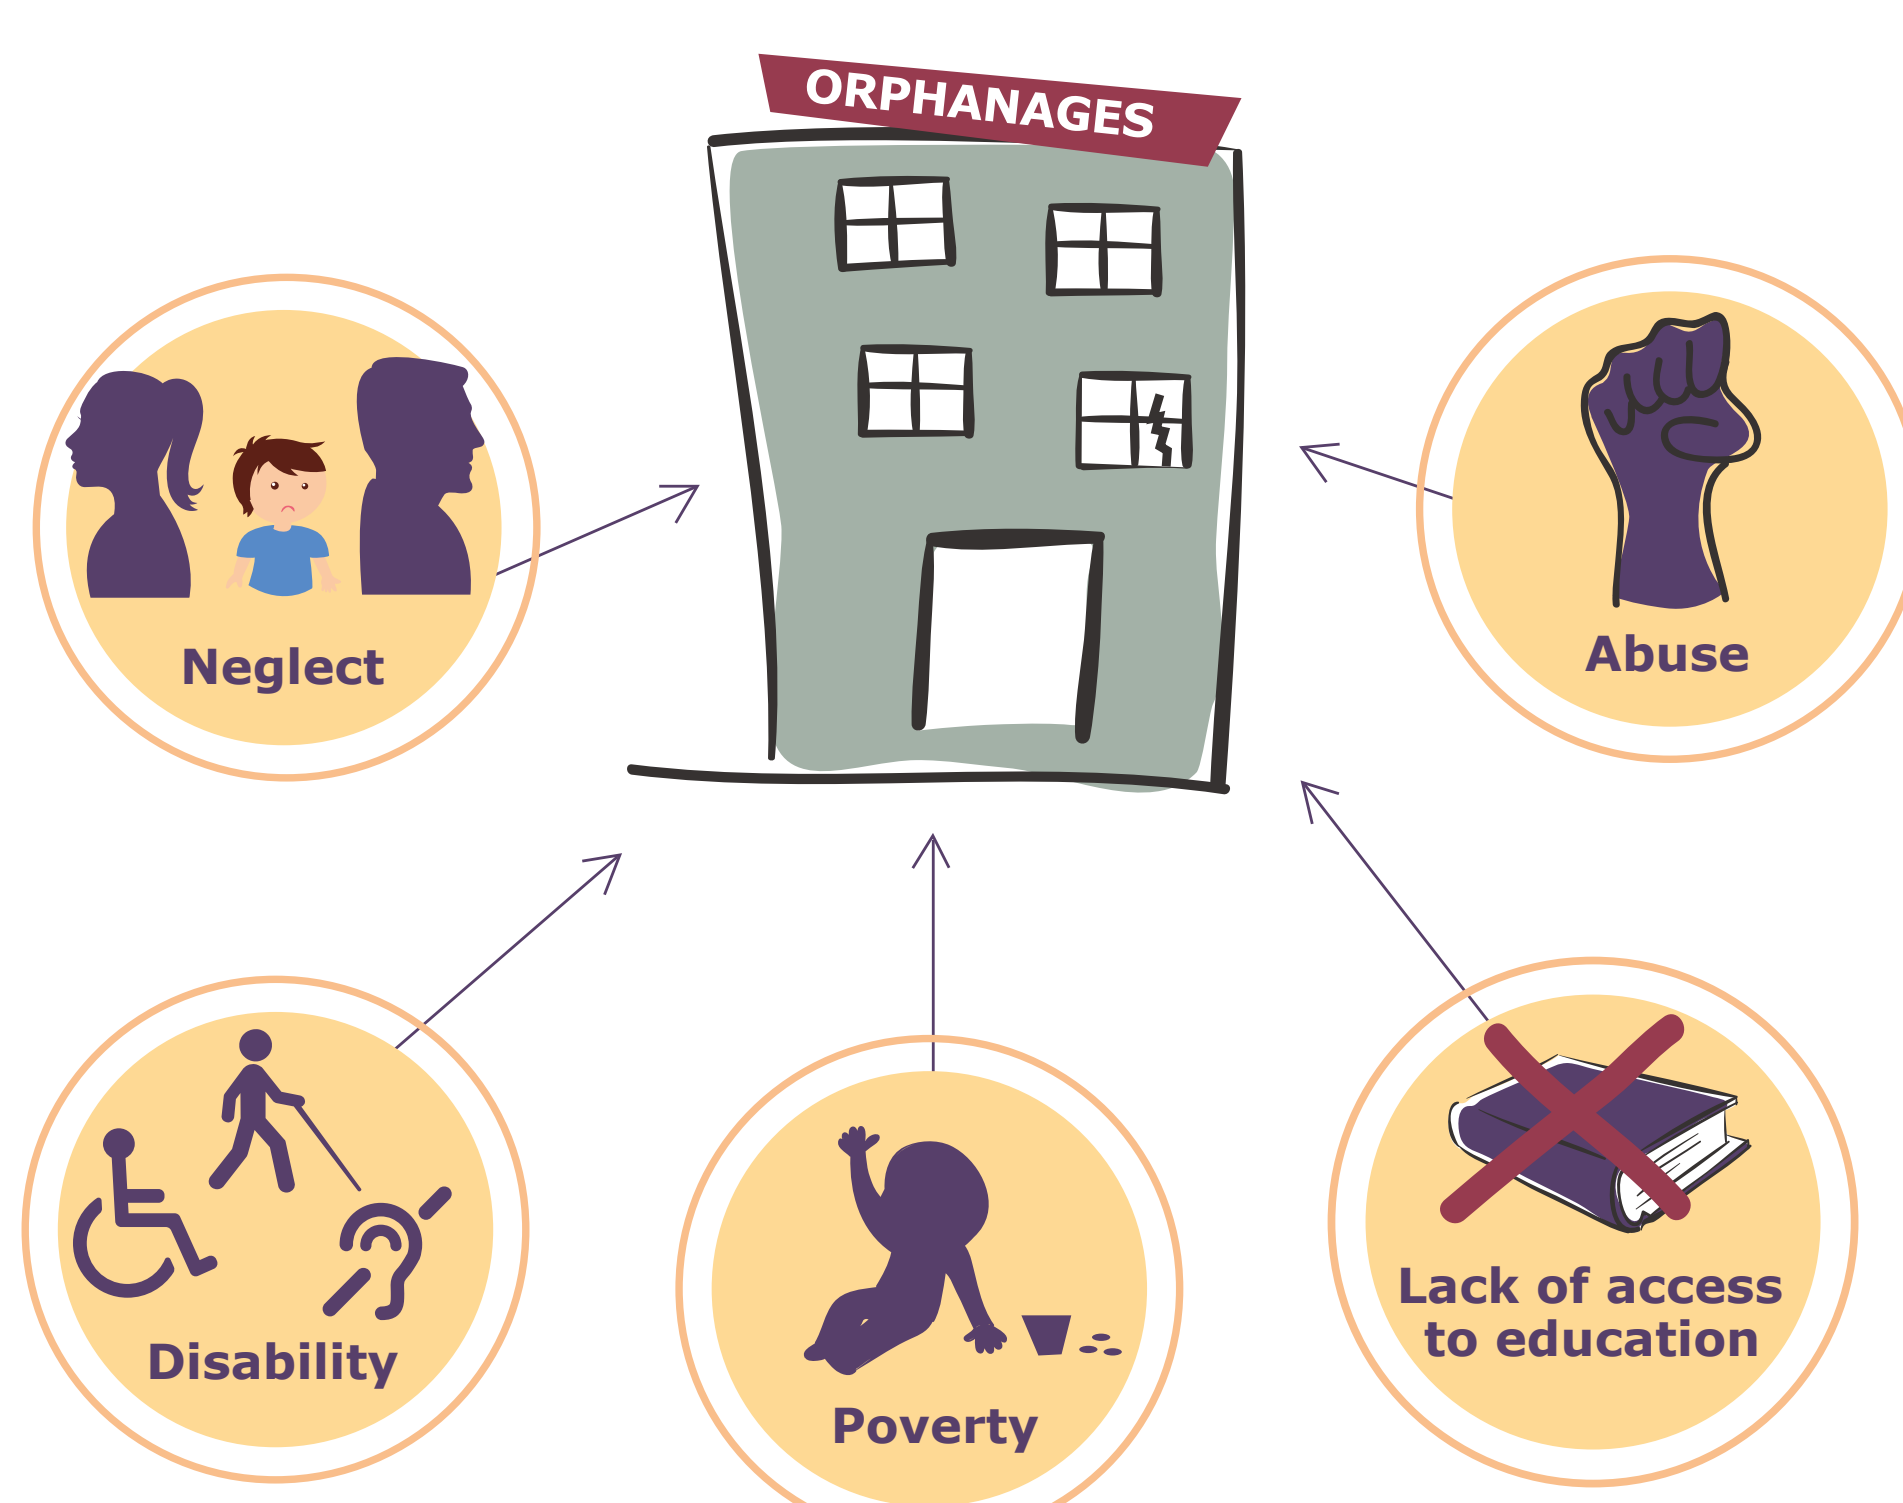 ORPHANAGES
Neglect
Abuse
Disability
Poverty
Lack of access
to education